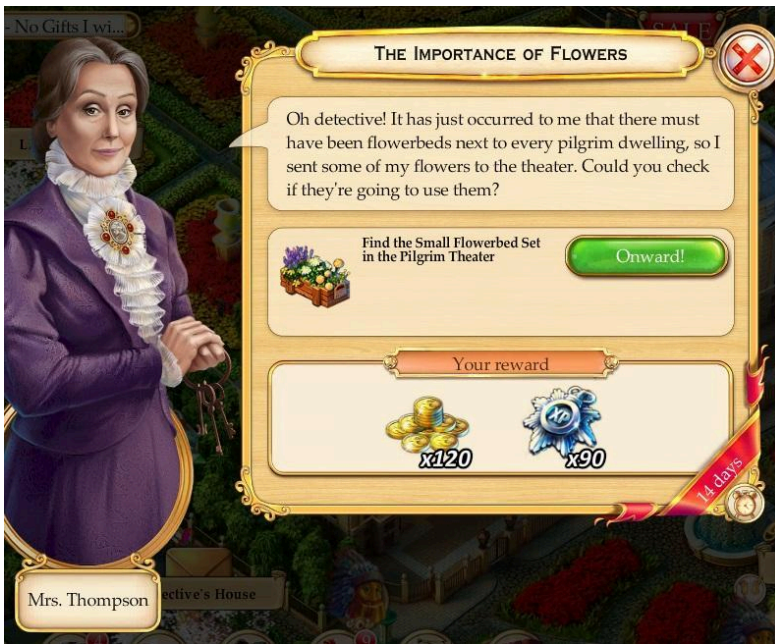 - No Gifts I wi...
SALE
THE IMPORTANCE OF FLOWERS
Oh detective! It has just occurred to me that there must
have been flowerbeds next to every pilgrim dwelling, so I
sent some of my flowers to the theater. Could you check
if they're going to use them?
Find the Small Flowerbed Set
in the Pilgrim Theater
Onward!
Your reward
XP
x120
x90
14 days
Mrs. Thompson
ective's House
9